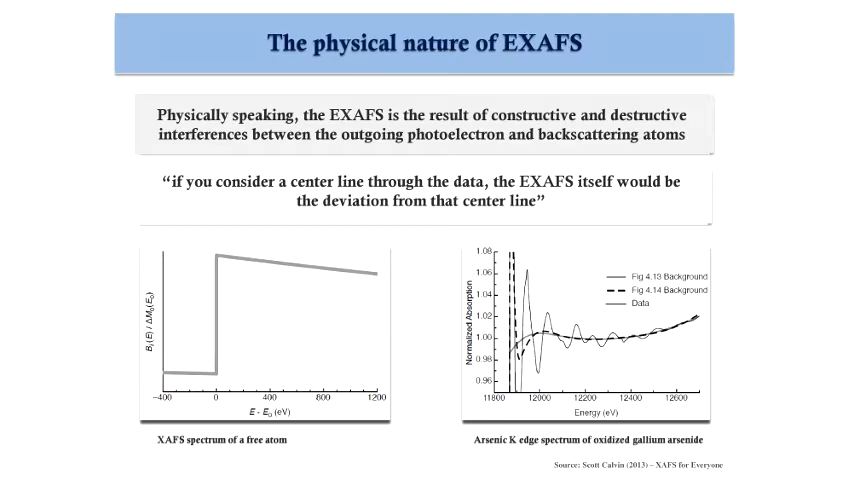 The physical nature of EXAFS
Physically speaking, the EXAFS is the result of constructive and destructive
interferences between the outgoing photoelectron and backscattering atoms
“if you consider a center line through the data, the EXAFS itself would be
the deviation from that center line”
−400
0
400
800
1200
E - E₀ (eV)
XAFS spectrum of a free atom
Normalized Absorption
1.08
1.06
1.04
1.02
1.00
0.98
0.96
Fig 4.13 Background
Fig 4.14 Background
Data
11800
12000
12200
12400
12600
Energy (eV)
Arsenic K edge spectrum of oxidized gallium arsenide
Source: Scott Calvin (2013) – XAFS for Everyone